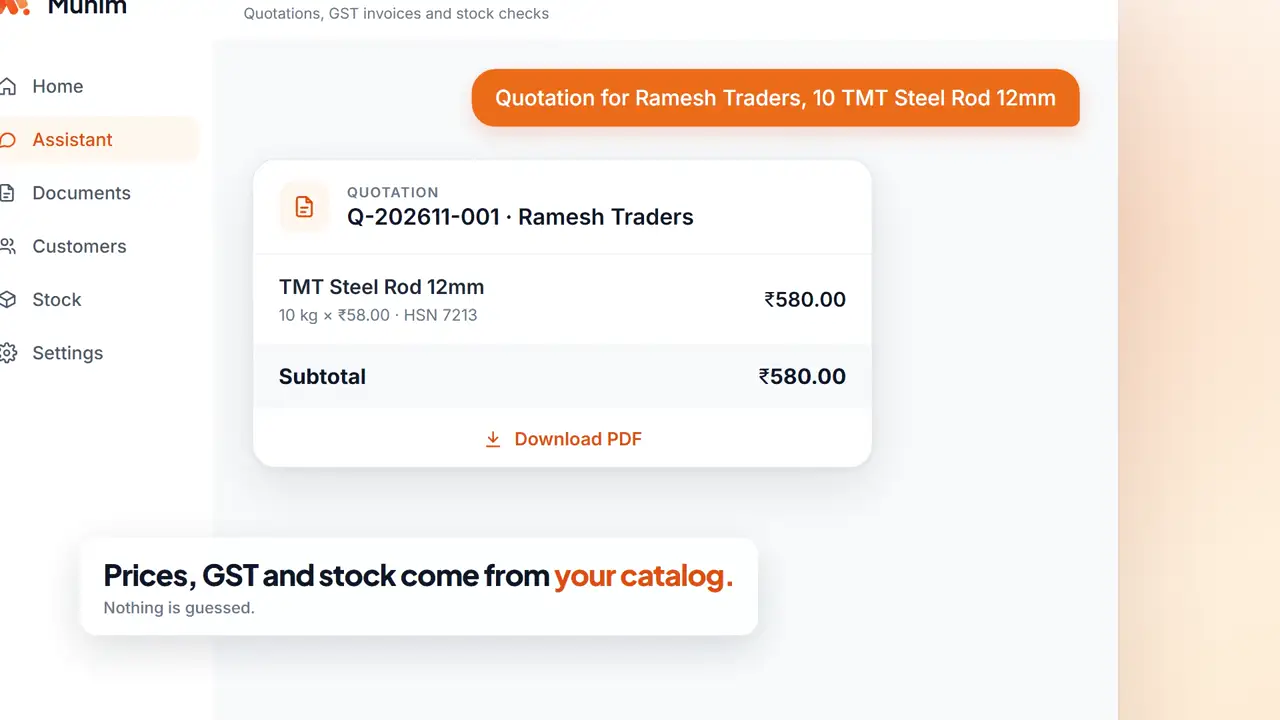 Munim
Quotations, GST invoices and stock checks
Home
Assistant
Documents
Customers
Stock
Settings
Quotation for Ramesh Traders, 10 TMT Steel Rod 12mm
QUOTATION
Q-202611-001 · Ramesh Traders
TMT Steel Rod 12mm
₹580.00
10 kg × ₹58.00 · HSN 7213
Subtotal
₹580.00
Download PDF
Prices, GST and stock come from your catalog.
Nothing is guessed.